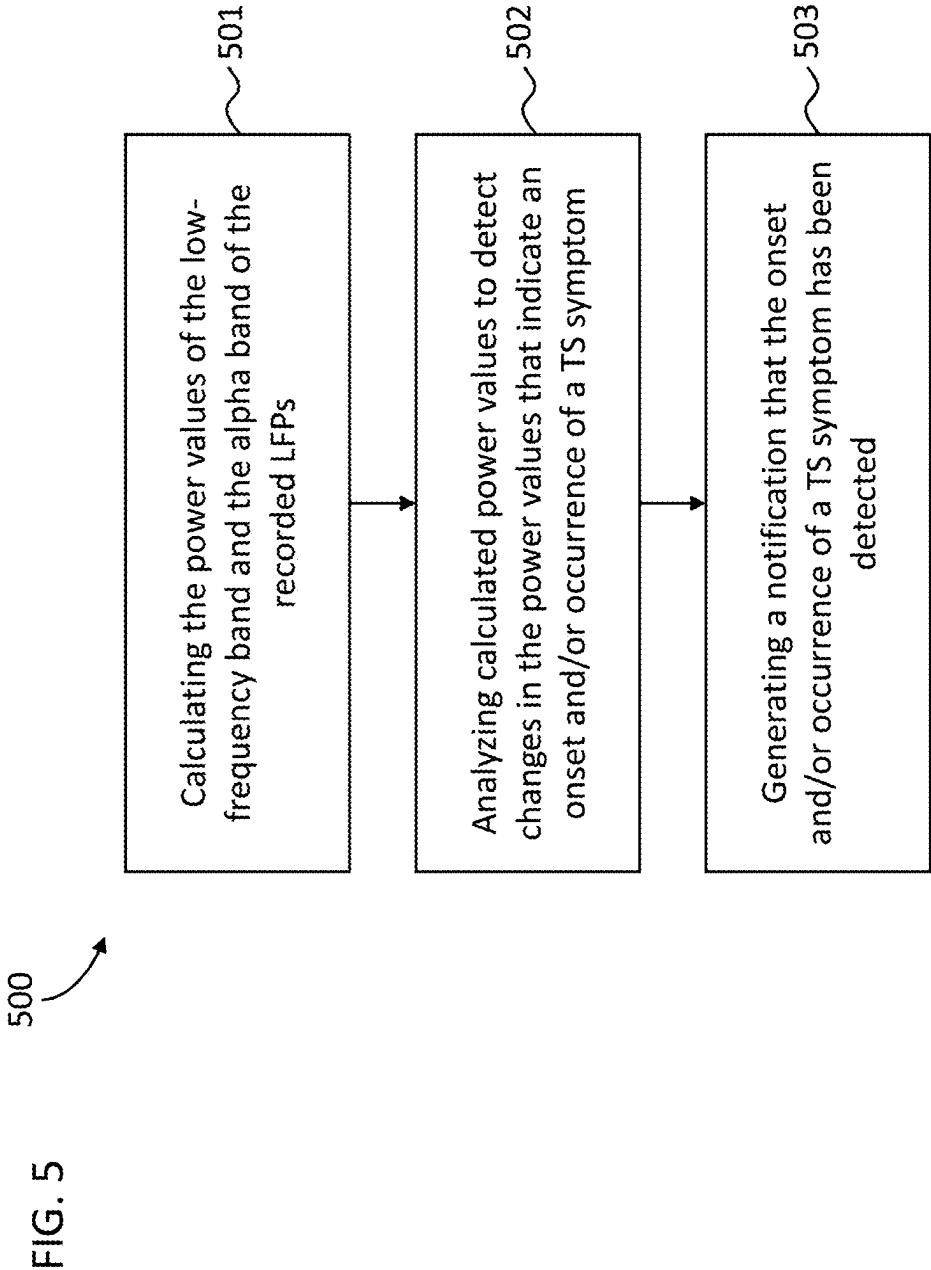 FIG. 5
500
Calculating the power values of the low-
frequency band and the alpha band of the
recorded LFPs
501
Analyzing calculated power values to detect
changes in the power values that indicate an
onset and/or occurrence of a TS symptom
502
Generating a notification that the onset
and/or occurrence of a TS symptom has been
detected
503